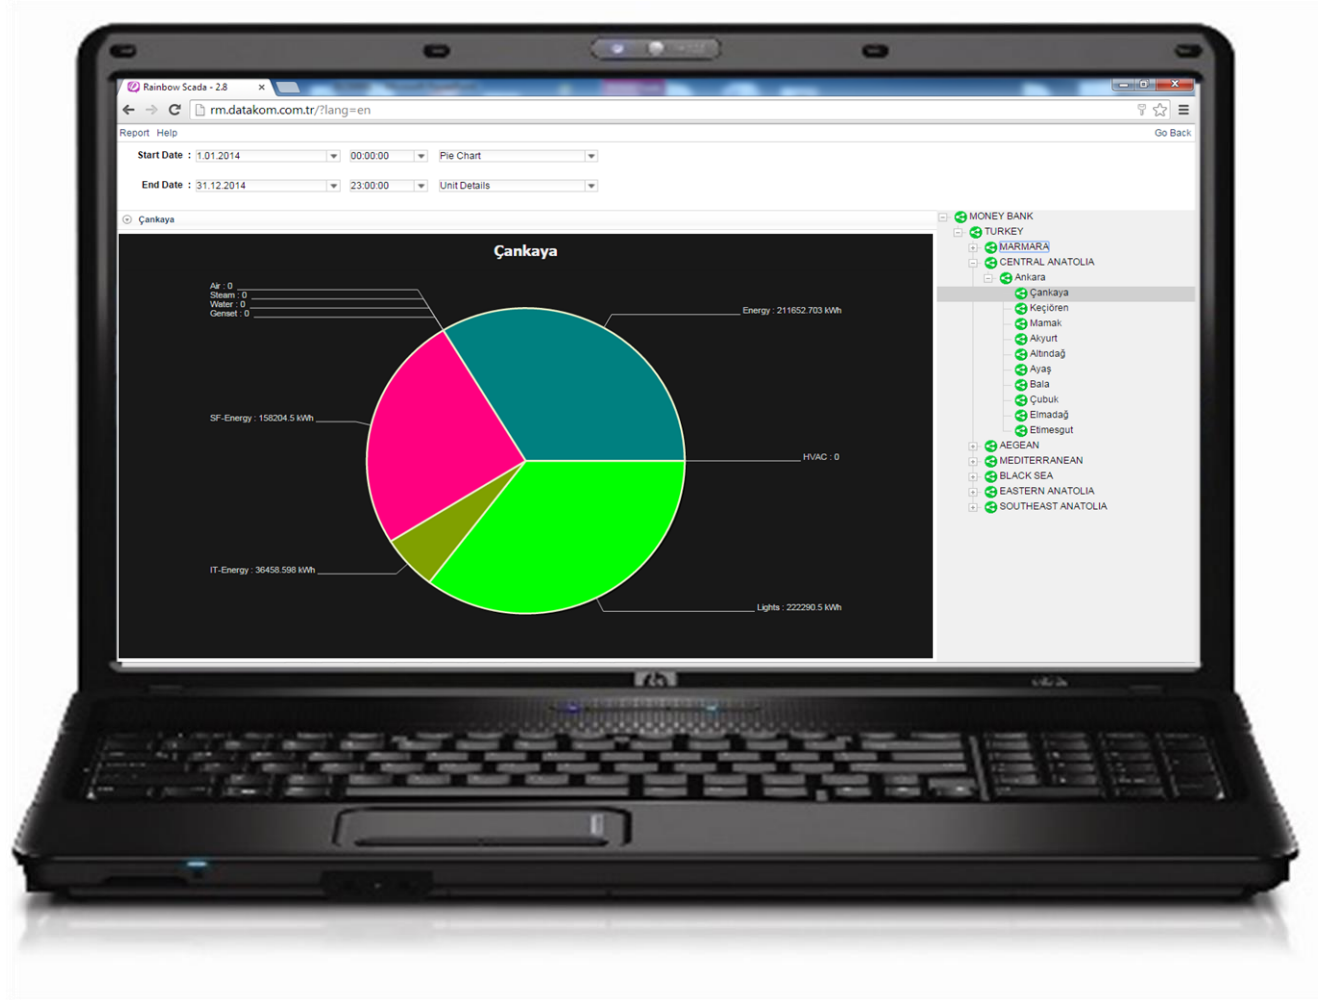 Rainbow Scada - 2.8
rm.datakom.com.tr/?lang=en
Report Help Go Back
Start Date : 1.01.2014 00:00:00 Pie Chart
End Date : 31.12.2014 23:00:00 Unit Details
Çankaya
Çankaya
Air : 0
Steam : 0
Water : 0
Genset : 0
Energy : 211652.703 kWh
SF-Energy : 158204.5 kWh
HVAC : 0
IT-Energy : 36458.598 kWh
Lights : 222290.5 kWh
MONEY BANK
TURKEY
MARMARA
CENTRAL ANATOLIA
Ankara
Çankaya
Keçiören
Mamak
Akyurt
Altındağ
Ayaş
Bala
Çubuk
Elmadağ
Etimesgut
AEGEAN
MEDITERRANEAN
BLACK SEA
EASTERN ANATOLIA
SOUTHEAST ANATOLIA
hp